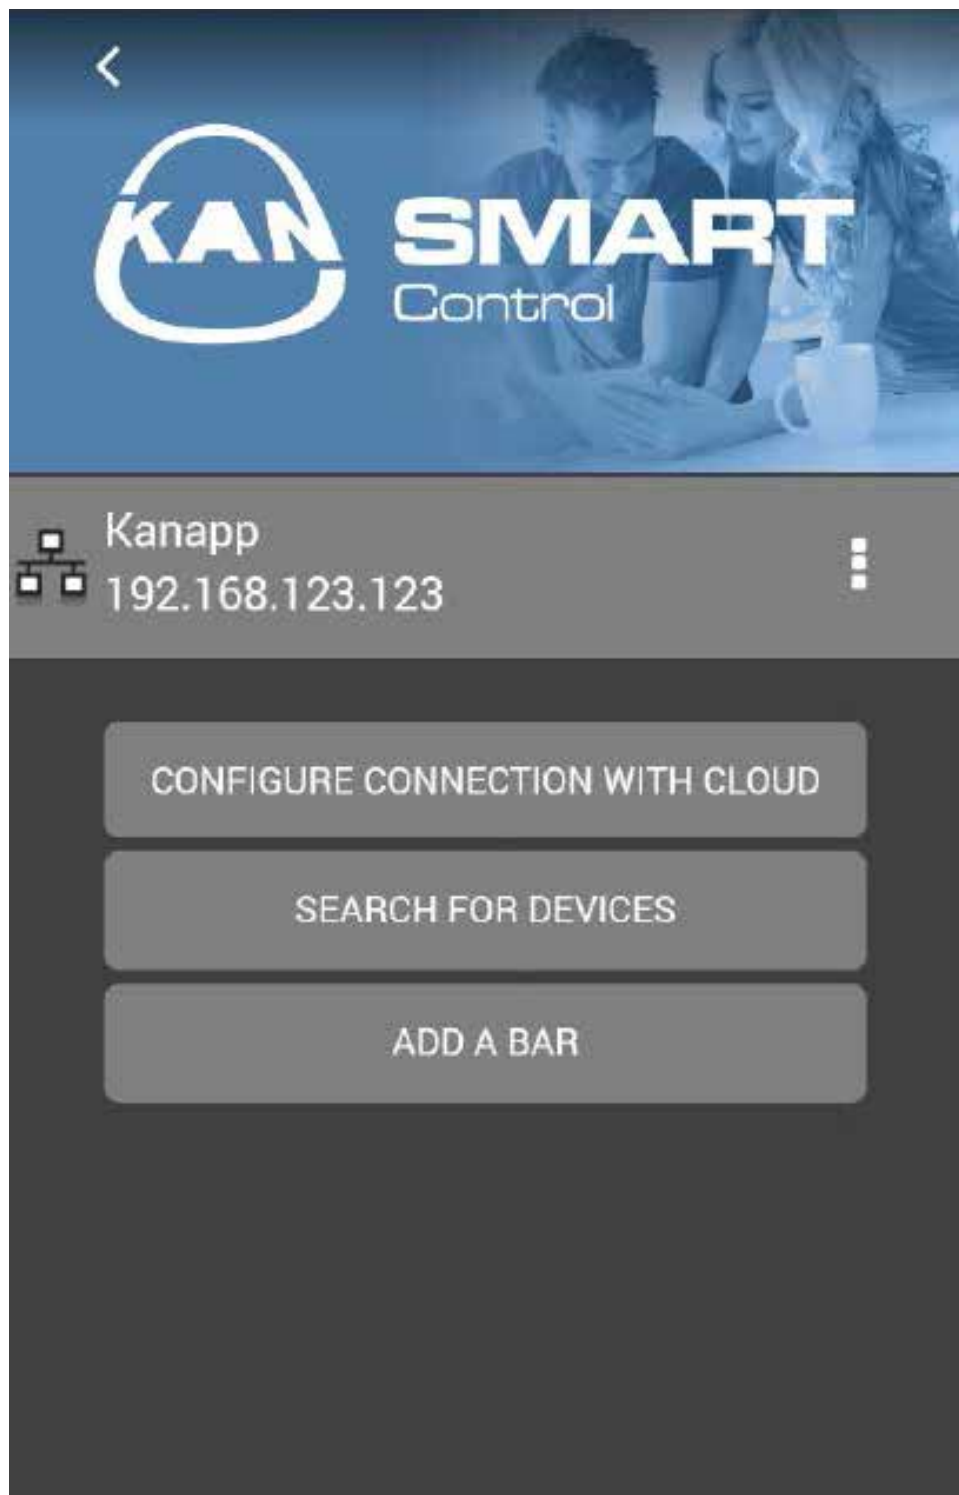 KAN
SMART
Control
Kanapp
192.168.123.123
CONFIGURE CONNECTION WITH CLOUD
SEARCH FOR DEVICES
ADD A BAR